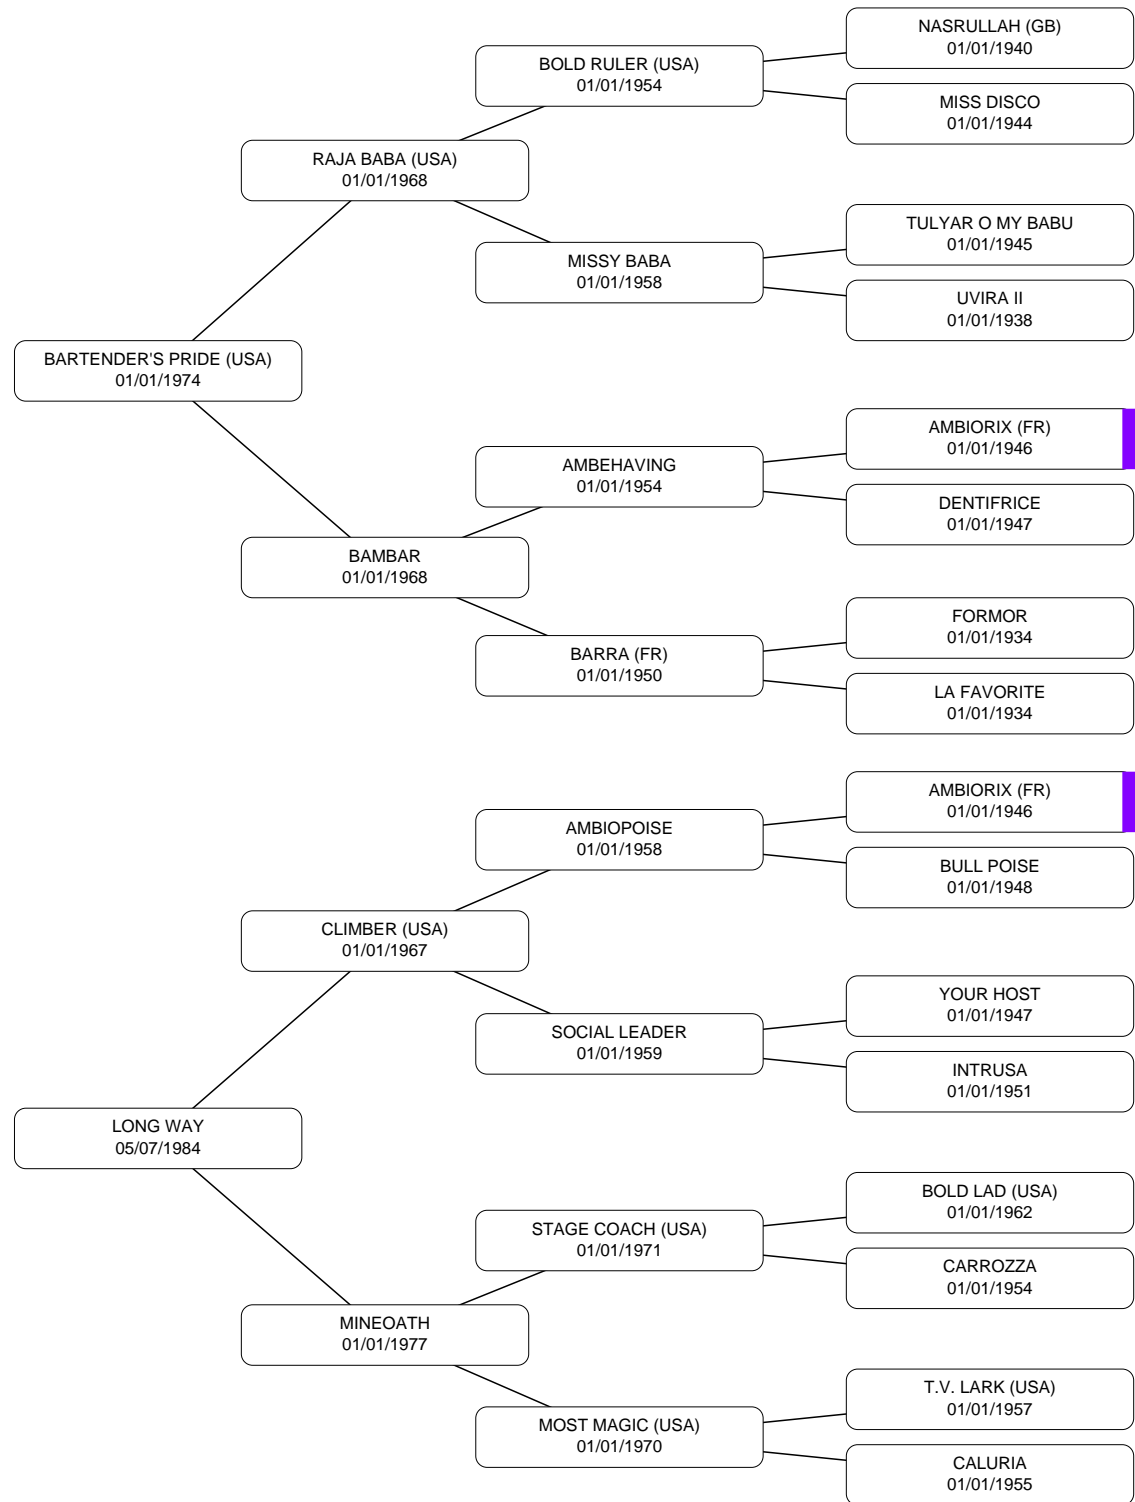 NASRULLAH (GB)
01/01/1940
BOLD RULER (USA)
01/01/1954
MISS DISCO
01/01/1944
RAJA BABA (USA)
01/01/1968
TULYAR O MY BABU
01/01/1945
MISSY BABA
01/01/1958
UVIRA II
01/01/1938
BARTENDER'S PRIDE (USA)
01/01/1974
AMBIORIX (FR)
01/01/1946
AMBEHAVING
01/01/1954
DENTIFRICE
01/01/1947
BAMBAR
01/01/1968
FORMOR
01/01/1934
BARRA (FR)
01/01/1950
LA FAVORITE
01/01/1934
AMBIORIX (FR)
01/01/1946
AMBIOPOISE
01/01/1958
BULL POISE
01/01/1948
CLIMBER (USA)
01/01/1967
YOUR HOST
01/01/1947
SOCIAL LEADER
01/01/1959
INTRUSA
01/01/1951
LONG WAY
05/07/1984
BOLD LAD (USA)
01/01/1962
STAGE COACH (USA)
01/01/1971
CARROZZA
01/01/1954
MINEOATH
01/01/1977
T.V. LARK (USA)
01/01/1957
MOST MAGIC (USA)
01/01/1970
CALURIA
01/01/1955